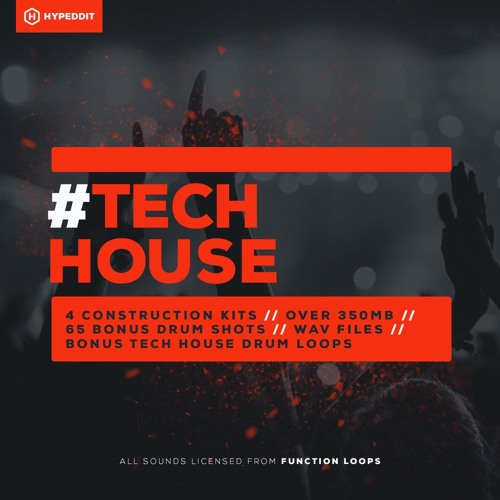 HYPEDDIT
#TECH
HOUSE
4 CONSTRUCTION KITS // OVER 350MB //
65 BONUS DRUM SHOTS // WAV FILES //
BONUS TECH HOUSE DRUM LOOPS
ALL SOUNDS LICENSED FROM FUNCTION LOOPS